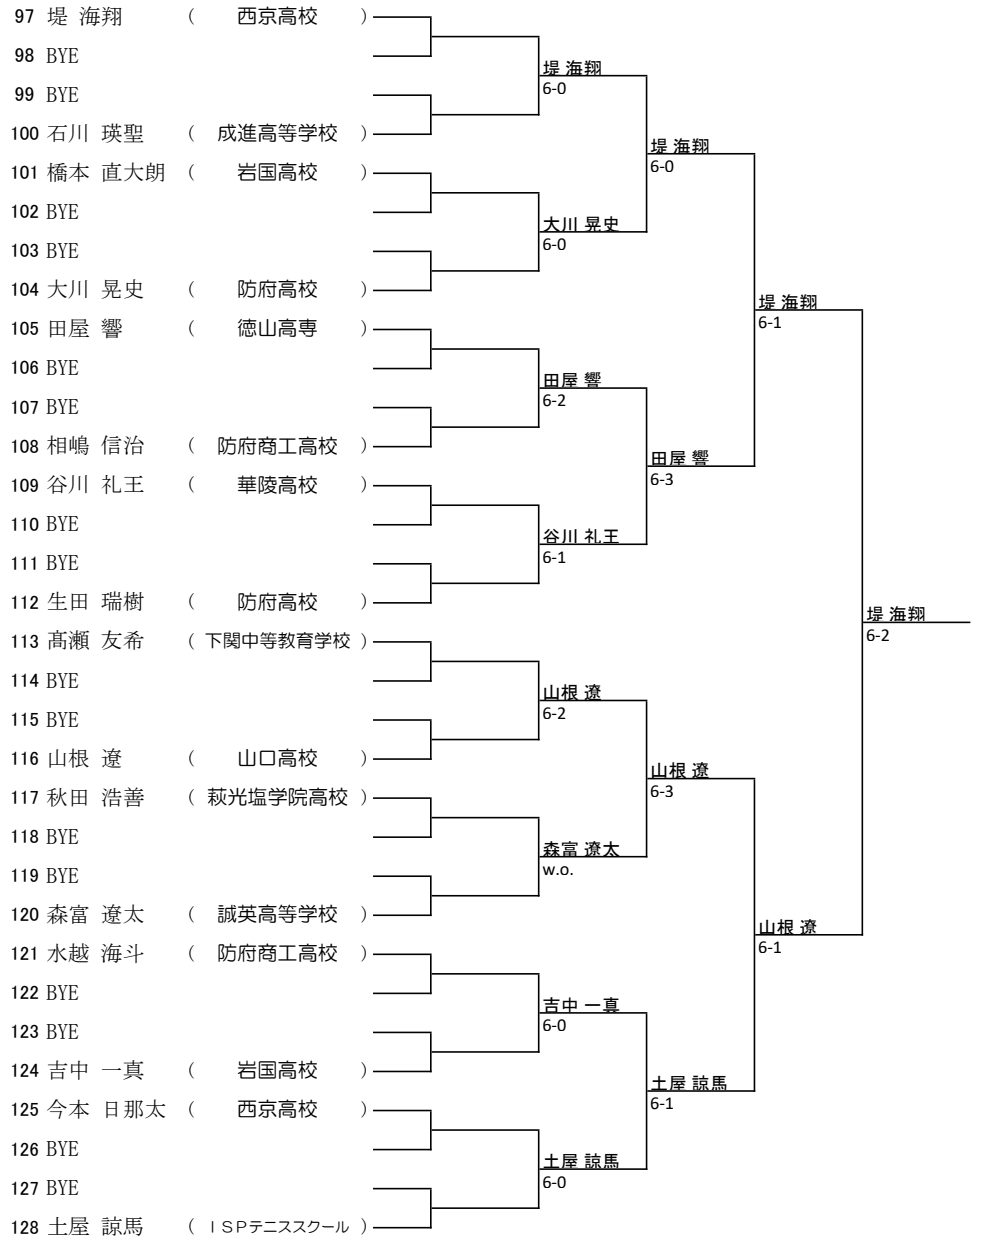 97 堤 海翔 ( 西京高校 )
98 BYE
堤 海翔
6-0
99 BYE
100 石川 瑛聖 ( 成進高等学校 )
堤 海翔
6-0
101 橋本 直大朗 ( 岩国高校 )
102 BYE
大川 晃史
6-0
103 BYE
104 大川 晃史 ( 防府高校 )
堤 海翔
6-1
105 田屋 響 ( 徳山高専 )
106 BYE
田屋 響
6-2
107 BYE
108 相嶋 信治 ( 防府商工高校 )
田屋 響
6-3
109 谷川 礼王 ( 華陵高校 )
110 BYE
谷川 礼王
6-1
111 BYE
112 生田 瑞樹 ( 防府高校 )
堤 海翔
6-2
113 髙瀬 友希 ( 下関中等教育学校 )
114 BYE
山根 遼
6-2
115 BYE
116 山根 遼 ( 山口高校 )
山根 遼
6-3
117 秋田 浩善 ( 萩光塩学院高校 )
118 BYE
森富 遼太
w.o.
119 BYE
120 森富 遼太 ( 誠英高等学校 )
山根 遼
6-1
121 水越 海斗 ( 防府商工高校 )
122 BYE
吉中 一真
6-0
123 BYE
124 吉中 一真 ( 岩国高校 )
土屋 諒馬
6-1
125 今本 日那太 ( 西京高校 )
126 BYE
土屋 諒馬
6-0
127 BYE
128 土屋 諒馬 ( ISPテニススクール )